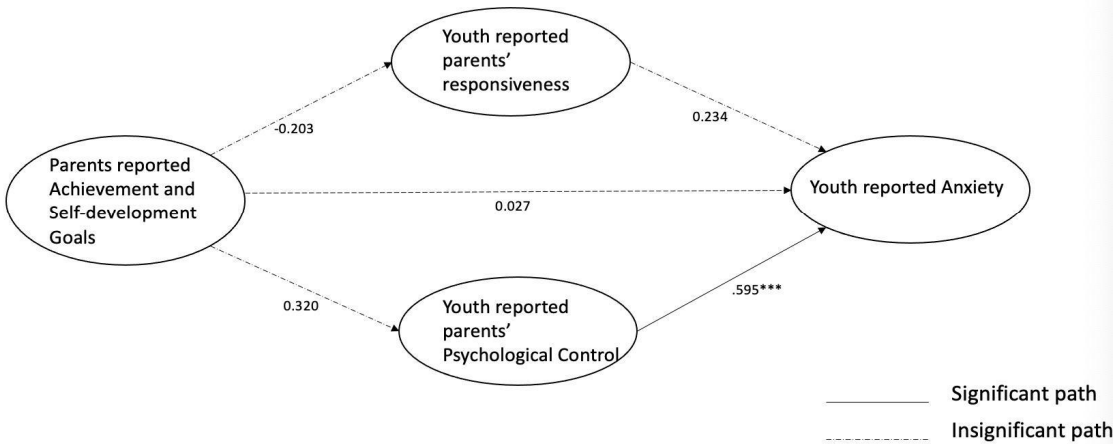 Youth reported
parents’
responsiveness
-0.203
0.234
Parents reported
Achievement and
Self-development
Goals
Youth reported Anxiety
0.027
0.320
Youth reported
parents’
Psychological Control
.595***
Significant path
Insignificant path